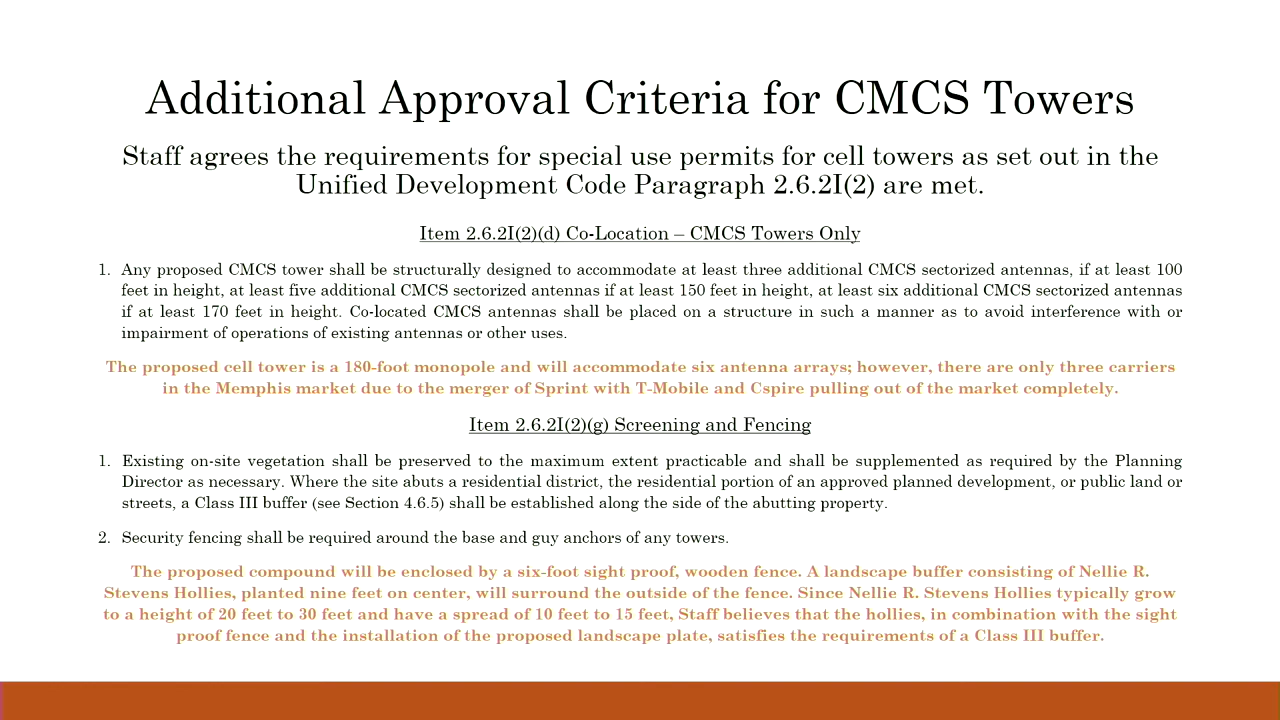 Additional Approval Criteria for CMCS Towers
Staff agrees the requirements for special use permits for cell towers as set out in the
Unified Development Code Paragraph 2.6.2I(2) are met.
Item 2.6.2I(2)(d) Co-Location – CMCS Towers Only
1. Any proposed CMCS tower shall be structurally designed to accommodate at least three additional CMCS sectorized antennas, if at least 100
feet in height, at least five additional CMCS sectorized antennas if at least 150 feet in height, at least six additional CMCS sectorized antennas
if at least 170 feet in height. Co-located CMCS antennas shall be placed on a structure in such a manner as to avoid interference with or
impairment of operations of existing antennas or other uses.
The proposed cell tower is a 180-foot monopole and will accommodate six antenna arrays; however, there are only three carriers
in the Memphis market due to the merger of Sprint with T-Mobile and Cspire pulling out of the market completely.
Item 2.6.2I(2)(g) Screening and Fencing
1. Existing on-site vegetation shall be preserved to the maximum extent practicable and shall be supplemented as required by the Planning
Director as necessary. Where the site abuts a residential district, the residential portion of an approved planned development, or public land or
streets, a Class III buffer (see Section 4.6.5) shall be established along the side of the abutting property.
2. Security fencing shall be required around the base and guy anchors of any towers.
The proposed compound will be enclosed by a six-foot sight proof, wooden fence. A landscape buffer consisting of Nellie R.
Stevens Hollies, planted nine feet on center, will surround the outside of the fence. Since Nellie R. Stevens Hollies typically grow
to a height of 20 feet to 30 feet and have a spread of 10 feet to 15 feet, Staff believes that the hollies, in combination with the sight
proof fence and the installation of the proposed landscape plate, satisfies the requirements of a Class III buffer.